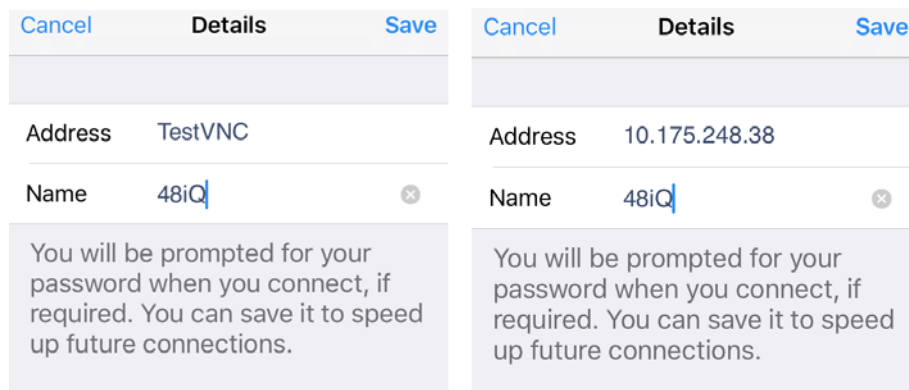 Cancel Details Save
Address TestVNC
Name 48iQ
You will be prompted for your
password when you connect, if
required. You can save it to speed
up future connections.
Cancel Details Save
Address 10.175.248.38
Name 48iQ
You will be prompted for your
password when you connect, if
required. You can save it to speed
up future connections.